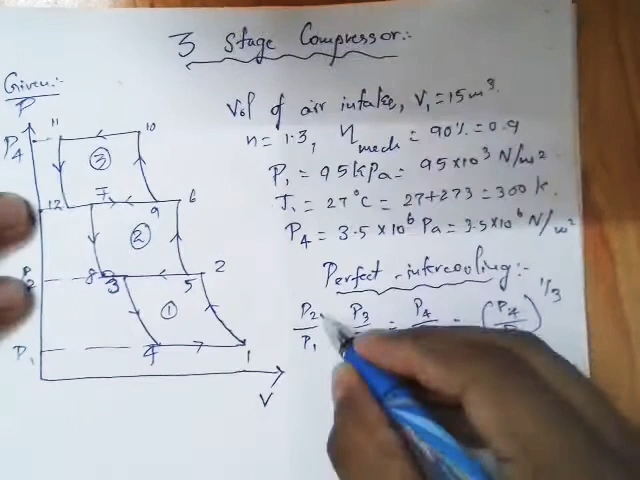 3 Stage Compressor:-
Given:-
Vol of air intake, V₁ = 15 m³.
n = 1.3, η mech = 90% = 0.9
P₁ = 95 kPa = 95×10³ N/m²
T₁ = 27°C = 27+273 = 300 K.
P₄ = 3.5×10⁶ Pa = 3.5×10⁶ N/m²
Perfect intercooling:-
P₂/P₁ P₃ = P₄ = (P₄/P)^1/3
P
11 10
P₄
③
12 7 9 6
②
8 3 5 2
①
P₁ 4 1
V